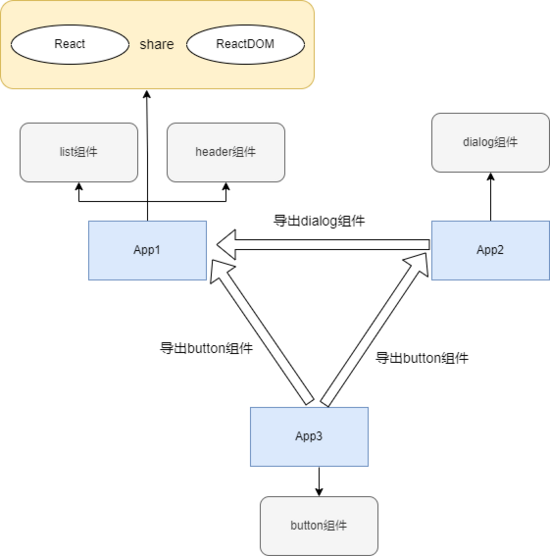 React
share
ReactDOM
list组件
header组件
dialog组件
导出dialog组件
App1
App2
导出button组件
导出button组件
App3
button组件